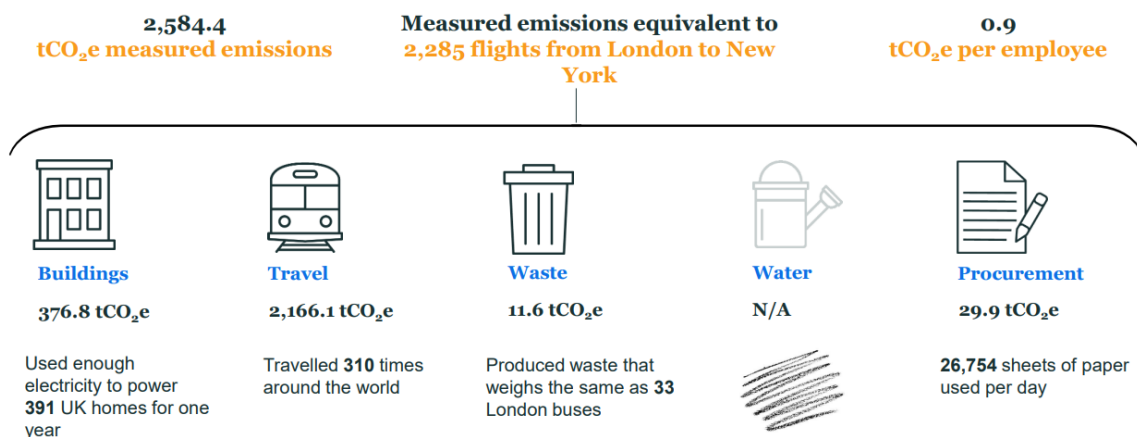 2,584.4
tCO₂e measured emissions
Measured emissions equivalent to
2,285 flights from London to New
York
0.9
tCO₂e per employee
Buildings
376.8 tCO₂e
Used enough
electricity to power
391 UK homes for one
year
Travel
2,166.1 tCO₂e
Travelled 310 times
around the world
Waste
11.6 tCO₂e
Produced waste that
weighs the same as 33
London buses
Water
N/A
Procurement
29.9 tCO₂e
26,754 sheets of paper
used per day